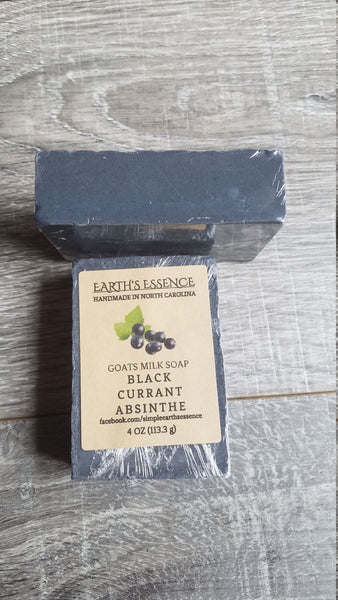 EARTH'S ESSENCE
HANDMADE IN NORTH CAROLINA
GOATS MILK SOAP
BLACK
CURRANT
ABSINTHE
facebook.com/simpleearthsessence
4 OZ (113.3 g)